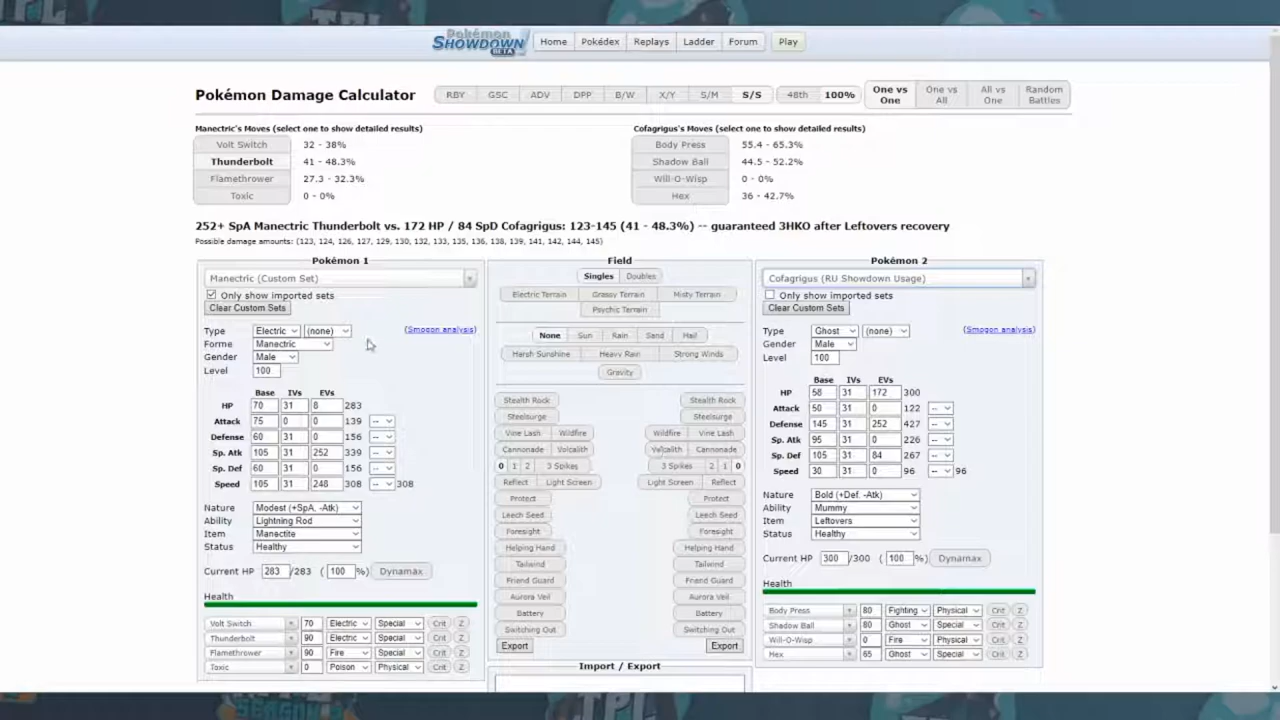 Pokémon
SHOWDOWN
BETA
Home Pokédex Replays Ladder Forum Play
Pokémon Damage Calculator RBY GSC ADV DPP B/W X/Y S/M S/S 48th 100% One vs One One vs All All vs One Random Battles
Manectric's Moves (select one to show detailed results) Cofagrigus's Moves (select one to show detailed results)
Volt Switch 32 - 38% Body Press 55.4 - 65.3%
Thunderbolt 41 - 48.3% Shadow Ball 44.5 - 52.2%
Flamethrower 27.3 - 32.3% Will-O-Wisp 0 - 0%
Toxic 0 - 0% Hex 36 - 42.7%
252+ SpA Manectric Thunderbolt vs. 172 HP / 84 SpD Cofagrigus: 123-145 (41 - 48.3%) -- guaranteed 3HKO after Leftovers recovery
Possible damage amounts: (123, 124, 126, 127, 129, 130, 132, 133, 135, 136, 138, 139, 141, 142, 144, 145)
Pokémon 1
Manectric (Custom Set)
Only show imported sets
Clear Custom Sets
Type Electric (none) (Smogon analysis)
Forme Manectric
Gender Male
Level 100
Base IVs EVs
HP 70 31 8 283
Attack 75 0 0 139 --
Defense 60 31 0 156 --
Sp. Atk 105 31 252 339 --
Sp. Def 60 31 0 156 --
Speed 105 31 248 308 -- 308
Nature Modest (+SpA, -Atk)
Ability Lightning Rod
Item Manectite
Status Healthy
Current HP 283 /283 ( 100 %) Dynamax
Health
Volt Switch 70 Electric Special Crit Z
Thunderbolt 90 Electric Special Crit Z
Flamethrower 90 Fire Special Crit Z
Toxic 0 Poison Physical Crit Z
Field
Singles Doubles
Electric Terrain Grassy Terrain Misty Terrain
Psychic Terrain
None Sun Rain Sand Hail
Harsh Sunshine Heavy Rain Strong Winds
Gravity
Stealth Rock Stealth Rock
Steelsurge Steelsurge
Vine Lash Wildfire Wildfire Vine Lash
Cannonade Volcalith Volcalith Cannonade
0 1 2 3 Spikes 3 Spikes 2 1 0
Reflect Light Screen Light Screen Reflect
Protect Protect
Leech Seed Leech Seed
Foresight Foresight
Helping Hand Helping Hand
Tailwind Tailwind
Friend Guard Friend Guard
Aurora Veil Aurora Veil
Battery Battery
Switching Out Switching Out
Export Export
Import / Export
Pokémon 2
Cofagrigus (RU Showdown Usage)
Only show imported sets
Clear Custom Sets
Type Ghost (none) (Smogon analysis)
Gender Male
Level 100
Base IVs EVs
HP 58 31 172 300
Attack 50 31 0 122 --
Defense 145 31 252 427 --
Sp. Atk 95 31 0 226 --
Sp. Def 105 31 84 267 --
Speed 30 31 0 96 -- 96
Nature Bold (+Def, -Atk)
Ability Mummy
Item Leftovers
Status Healthy
Current HP 300 /300 ( 100 %) Dynamax
Health
Body Press 80 Fighting Physical Crit Z
Shadow Ball 80 Ghost Special Crit Z
Will-O-Wisp 0 Fire Physical Crit Z
Hex 65 Ghost Special Crit Z
TPL